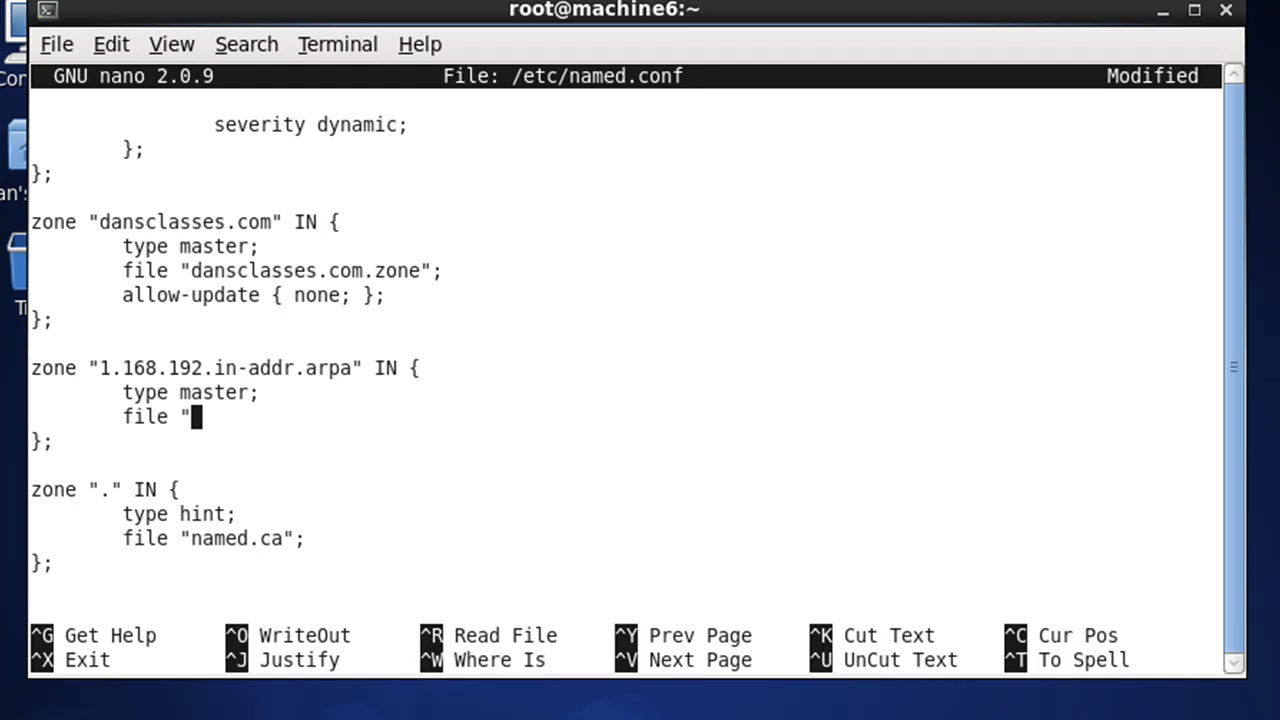 root@machine6:~
File Edit View Search Terminal Help
GNU nano 2.0.9 File: /etc/named.conf Modified
severity dynamic;
};
};
zone "dansclasses.com" IN {
type master;
file "dansclasses.com.zone";
allow-update { none; };
};
zone "1.168.192.in-addr.arpa" IN {
type master;
file "
};
zone "." IN {
type hint;
file "named.ca";
};
^G Get Help ^O WriteOut ^R Read File ^Y Prev Page ^K Cut Text ^C Cur Pos
^X Exit ^J Justify ^W Where Is ^V Next Page ^U UnCut Text ^T To Spell